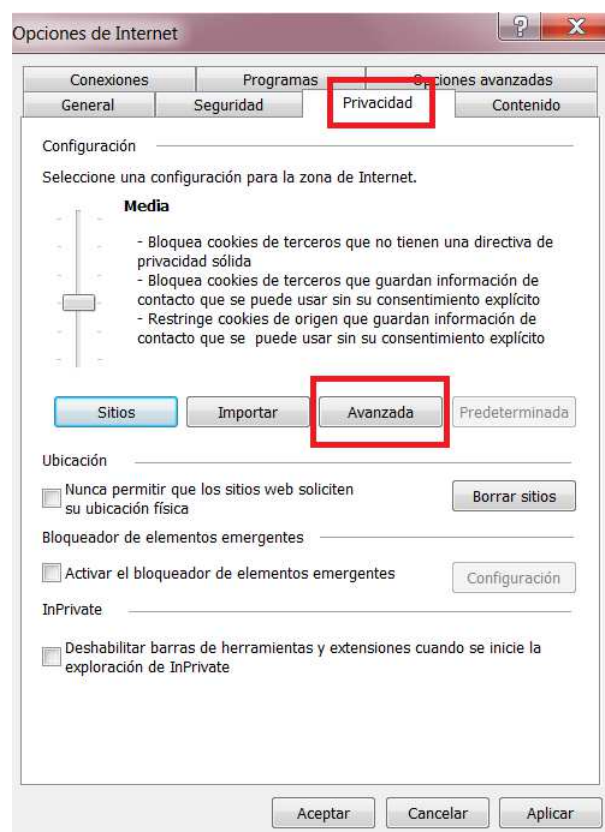 Opciones de Internet
Conexiones Programas Opciones avanzadas
General Seguridad Privacidad Contenido
Configuración
Seleccione una configuración para la zona de Internet.
Media
- Bloquea cookies de terceros que no tienen una directiva de
privacidad sólida
- Bloquea cookies de terceros que guardan información de
contacto que se puede usar sin su consentimiento explícito
- Restringe cookies de origen que guardan información de
contacto que se puede usar sin su consentimiento explícito
Sitios Importar Avanzada Predeterminada
Ubicación
Nunca permitir que los sitios web soliciten
su ubicación física
Borrar sitios
Bloqueador de elementos emergentes
Activar el bloqueador de elementos emergentes
Configuración
InPrivate
Deshabilitar barras de herramientas y extensiones cuando se inicie la
exploración de InPrivate
Aceptar Cancelar Aplicar